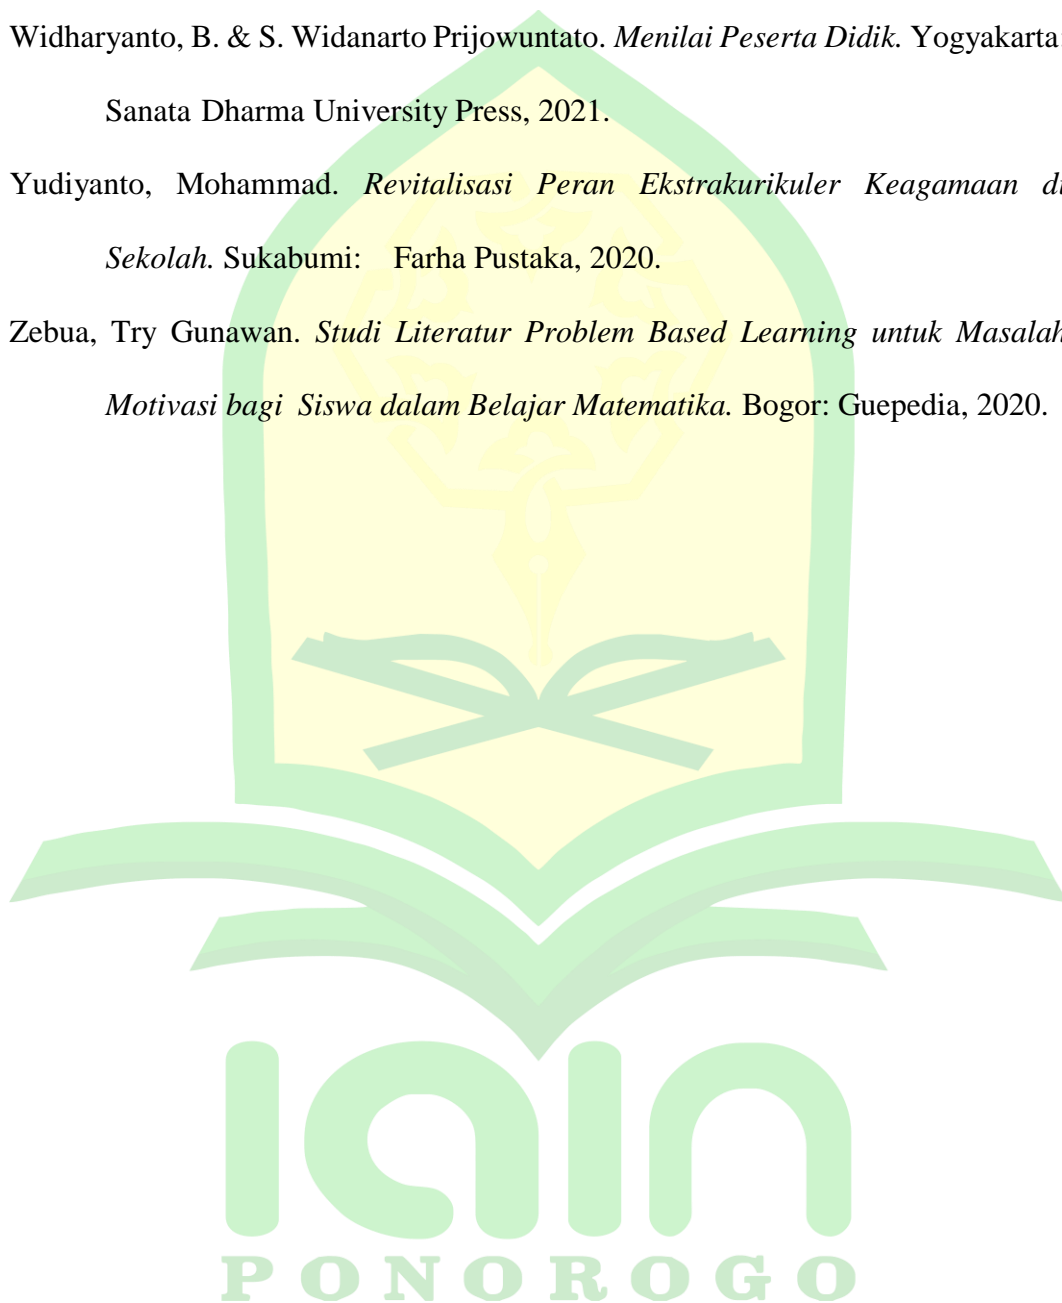 Widharyanto, B. & S. Widanarto Prijowuntato. Menilai Peserta Didik. Yogyakarta:
Sanata Dharma University Press, 2021.
Yudiyanto, Mohammad. Revitalisasi Peran Ekstrakurikuler Keagamaan di
Sekolah. Sukabumi: Farha Pustaka, 2020.
Zebua, Try Gunawan. Studi Literatur Problem Based Learning untuk Masalah
Motivasi bagi Siswa dalam Belajar Matematika. Bogor: Guepedia, 2020.
iain
PONOROGO